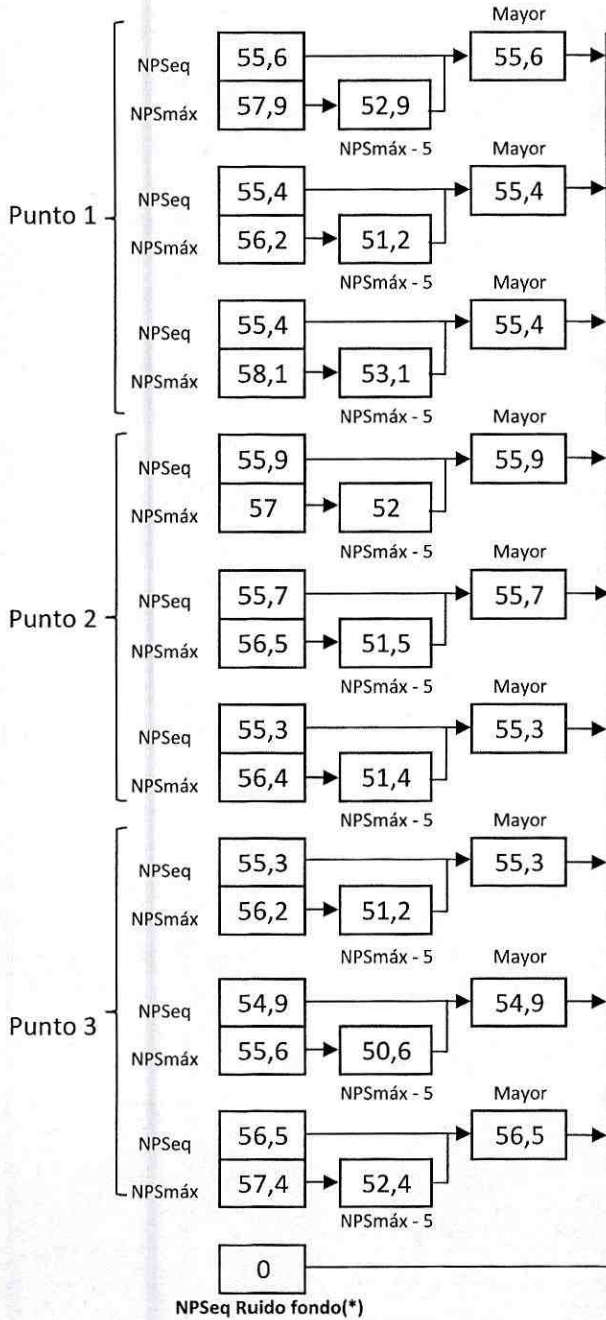 Mayor
NPSeq 55,6 55,6
NPSmáx 57,9 52,9
NPSmáx - 5
Mayor
NPSeq 55,4 55,4
Punto 1
NPSmáx 56,2 51,2
NPSmáx - 5
Mayor
NPSeq 55,4 55,4
NPSmáx 58,1 53,1
NPSmáx - 5
Mayor
NPSeq 55,9 55,9
NPSmáx 57 52
NPSmáx - 5
Mayor
NPSeq 55,7 55,7
Punto 2
NPSmáx 56,5 51,5
NPSmáx - 5
Mayor
NPSeq 55,3 55,3
NPSmáx 56,4 51,4
NPSmáx - 5
Mayor
NPSeq 55,3 55,3
NPSmáx 56,2 51,2
NPSmáx - 5
Mayor
NPSeq 54,9 54,9
Punto 3
NPSmáx 55,6 50,6
NPSmáx - 5
Mayor
NPSeq 56,5 56,5
NPSmáx 57,4 52,4
NPSmáx - 5
0
NPSeq Ruido fondo(*)